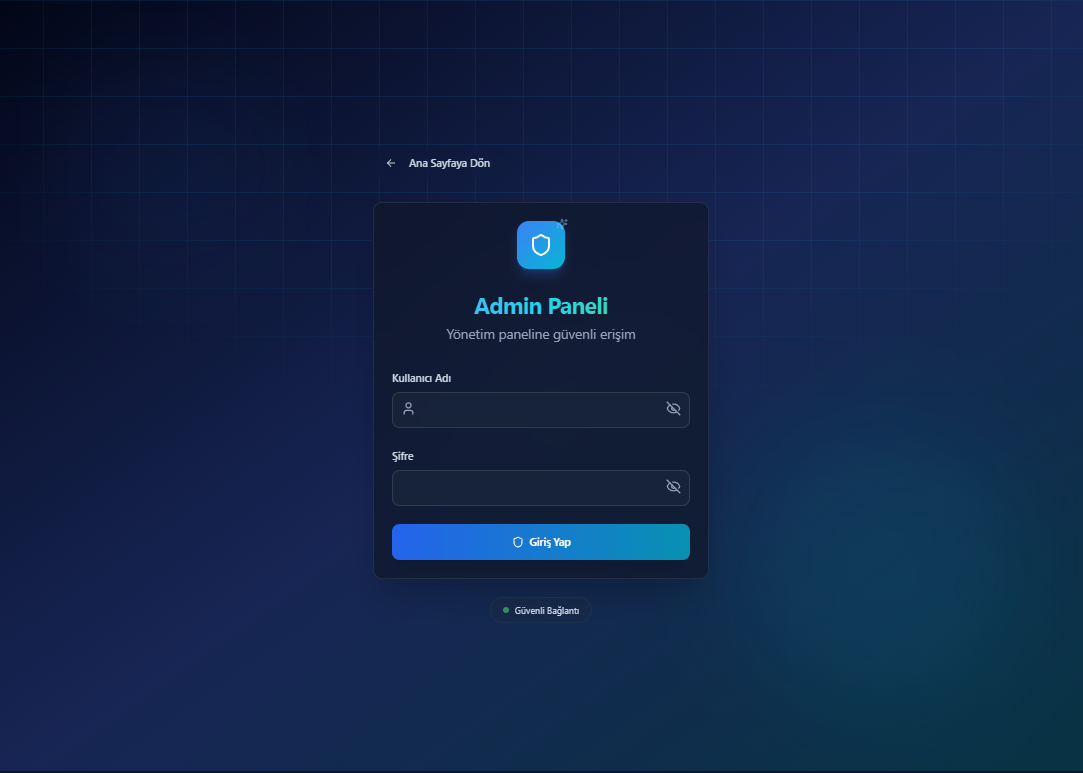 Ana Sayfaya Dön
Admin Paneli
Yönetim paneline güvenli erişim
Kullanıcı Adı
Şifre
Giriş Yap
Güvenli Bağlantı